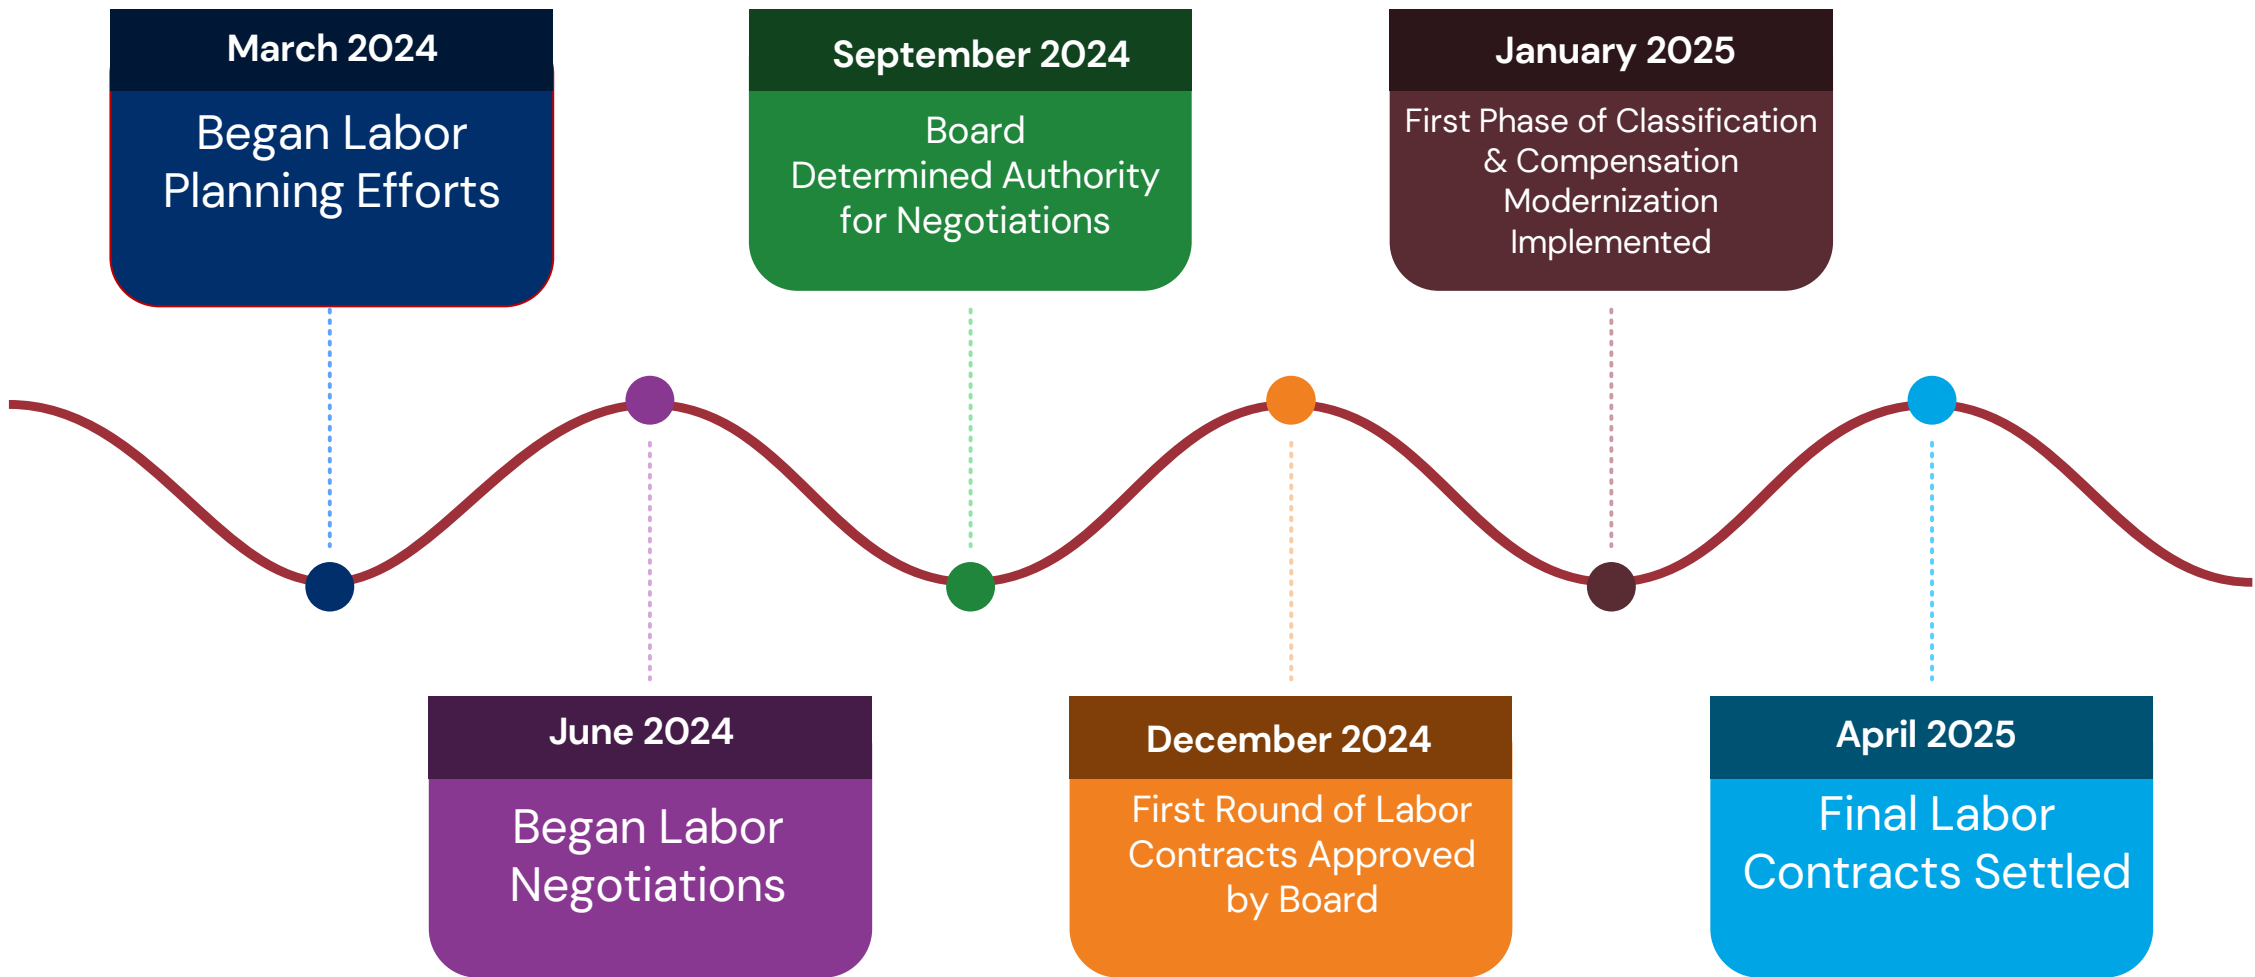 March 2024
Began Labor
Planning Efforts
June 2024
Began Labor
Negotiations
September 2024
Board
Determined Authority
for Negotiations
December 2024
First Round of Labor
Contracts Approved
by Board
January 2025
First Phase of Classification
& Compensation
Modernization
Implemented
April 2025
Final Labor
Contracts Settled